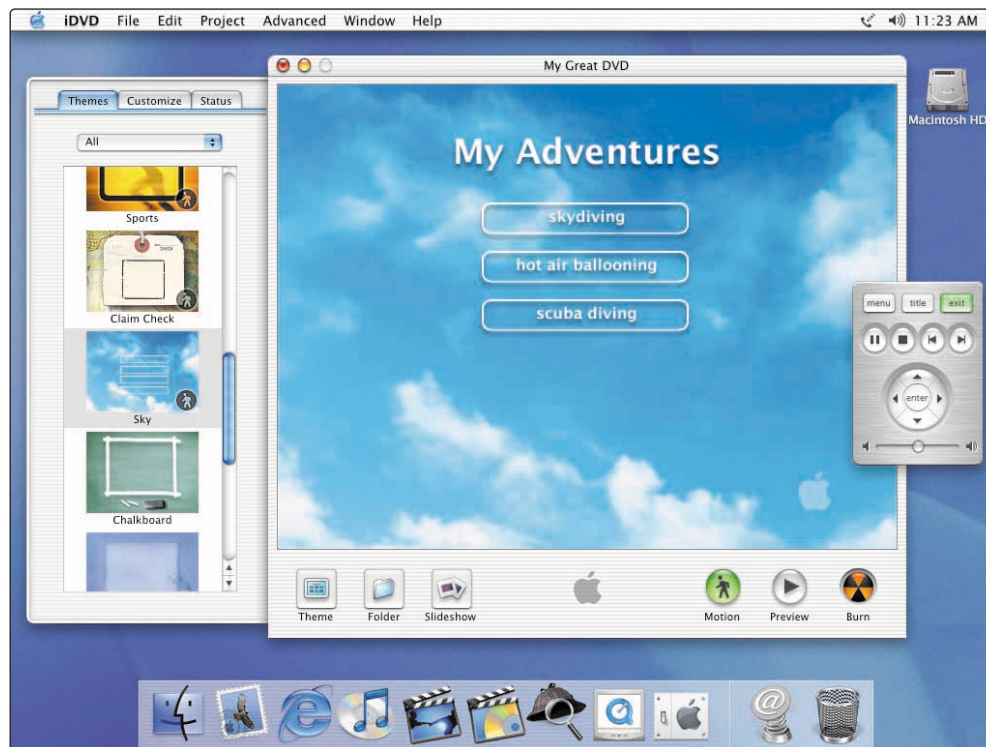 iDVD File Edit Project Advanced Window Help 11:23 AM
My Great DVD
Themes Customize Status
All
Sports
Claim Check
Sky
Chalkboard
My Adventures
skydiving
hot air ballooning
scuba diving
Macintosh HD
menu title exit
enter
Theme Folder Slideshow Motion Preview Burn